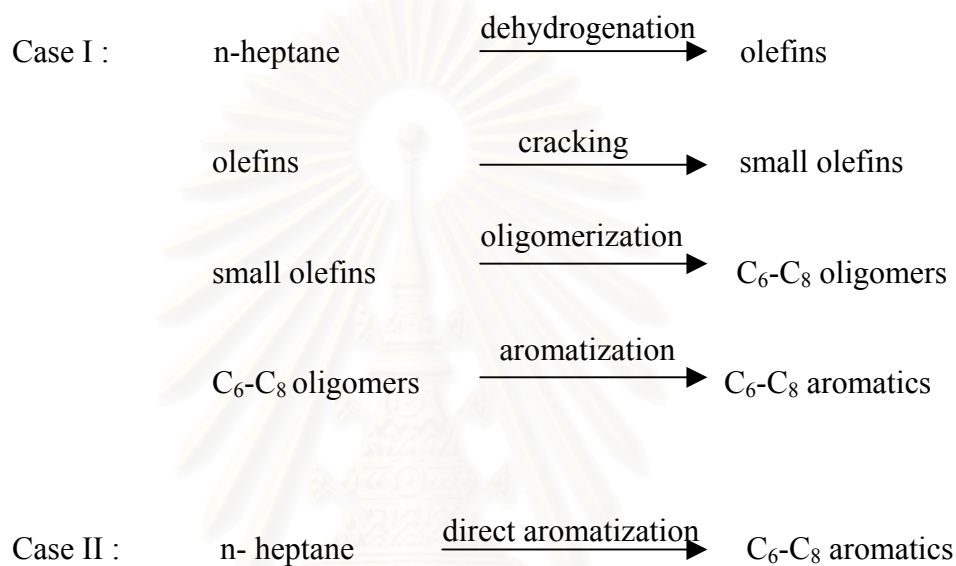 dehydrogenation
Case I : n-heptane olefins
cracking
olefins small olefins
oligomerization
small olefins C₆-C₈ oligomers
aromatization
C₆-C₈ oligomers C₆-C₈ aromatics
direct aromatization
Case II : n- heptane C₆-C₈ aromatics